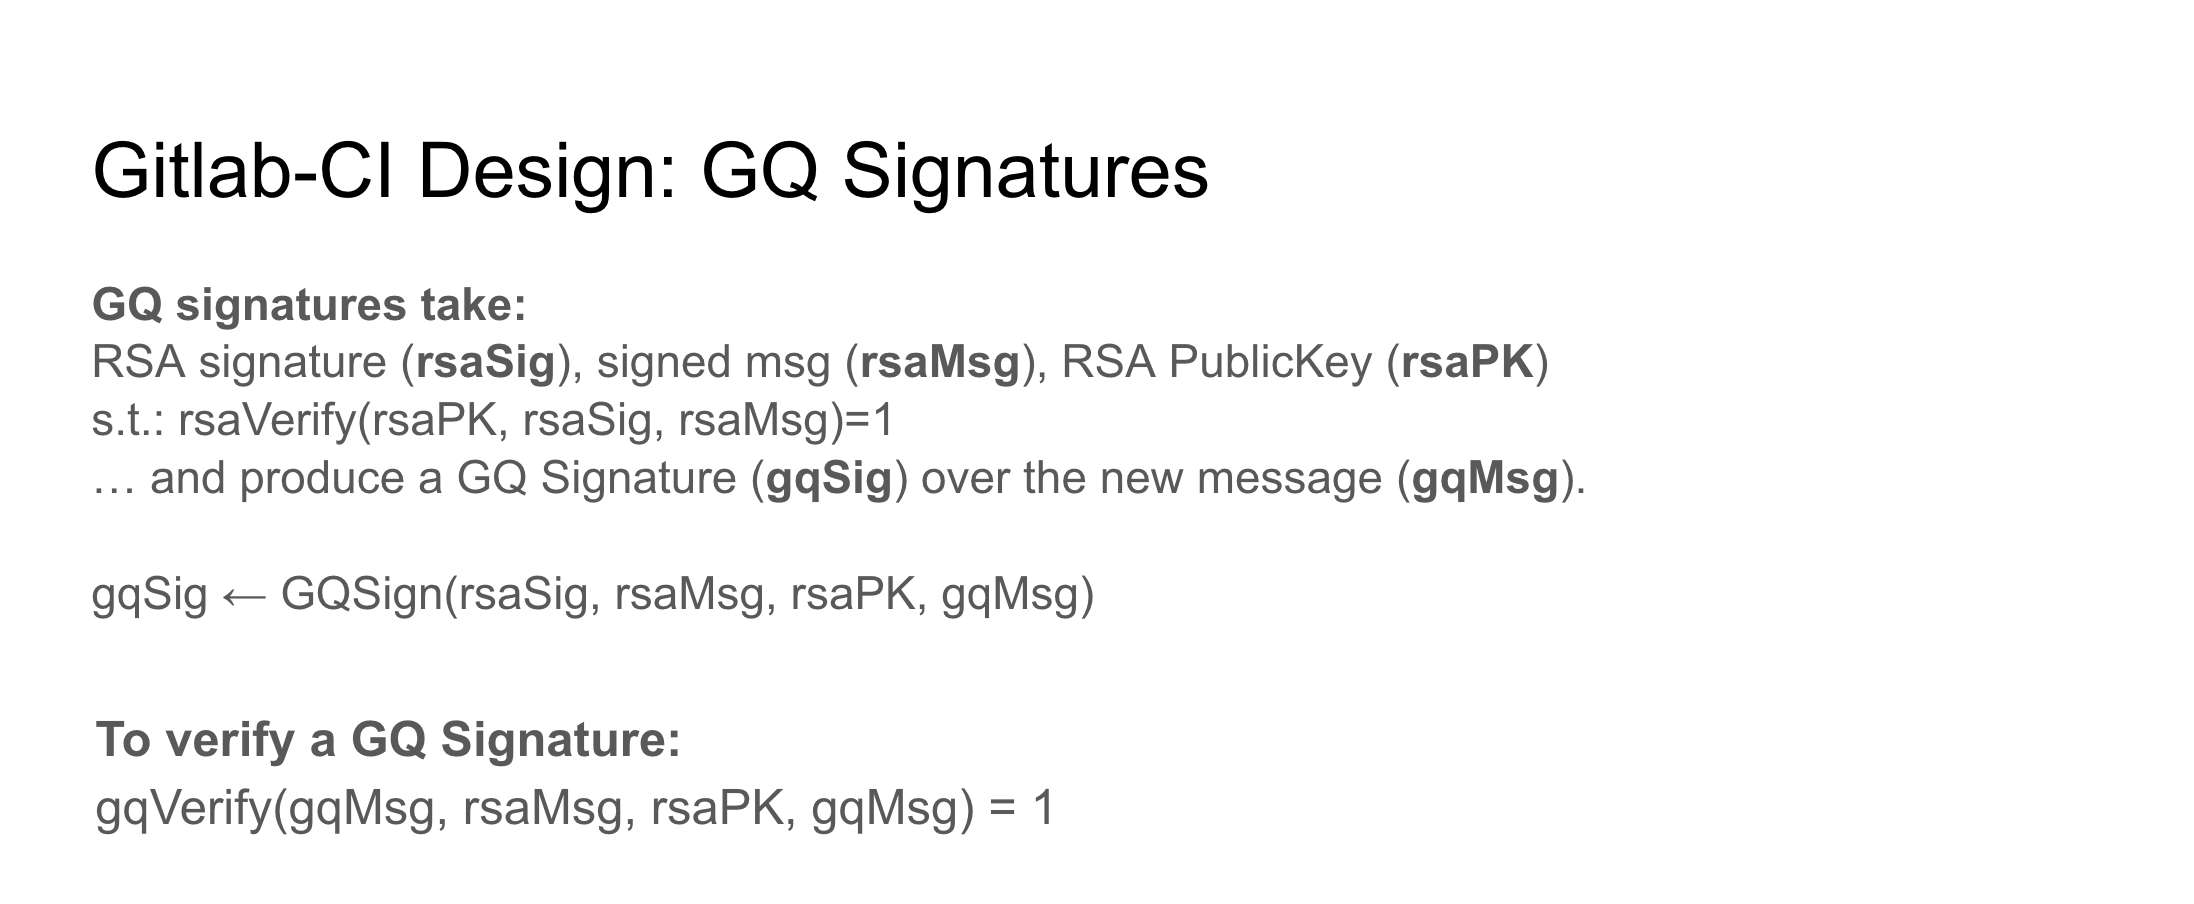 Gitlab-CI Design: GQ Signatures
GQ signatures take:
RSA signature (rsaSig), signed msg (rsaMsg), RSA PublicKey (rsaPK)
s.t.: rsaVerify(rsaPK, rsaSig, rsaMsg)=1
… and produce a GQ Signature (gqSig) over the new message (gqMsg).
gqSig ← GQSign(rsaSig, rsaMsg, rsaPK, gqMsg)
To verify a GQ Signature:
gqVerify(gqMsg, rsaMsg, rsaPK, gqMsg) = 1